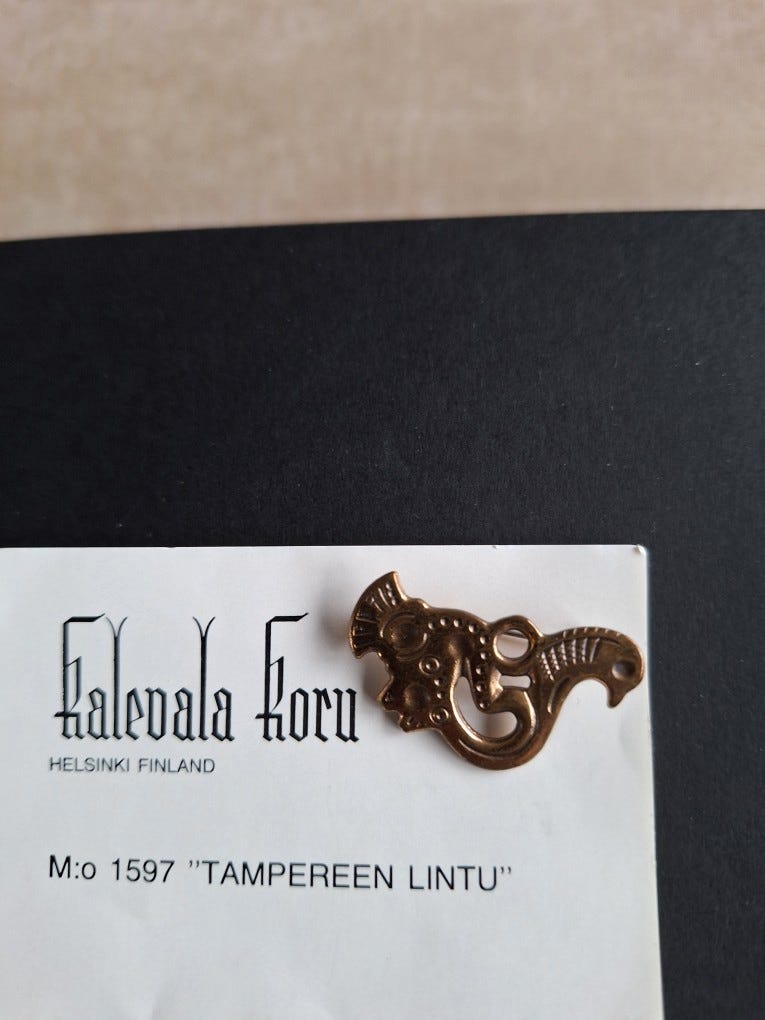 Kalevala Koru
HELSINKI FINLAND
M:o 1597 "TAMPEREEN LINTU"